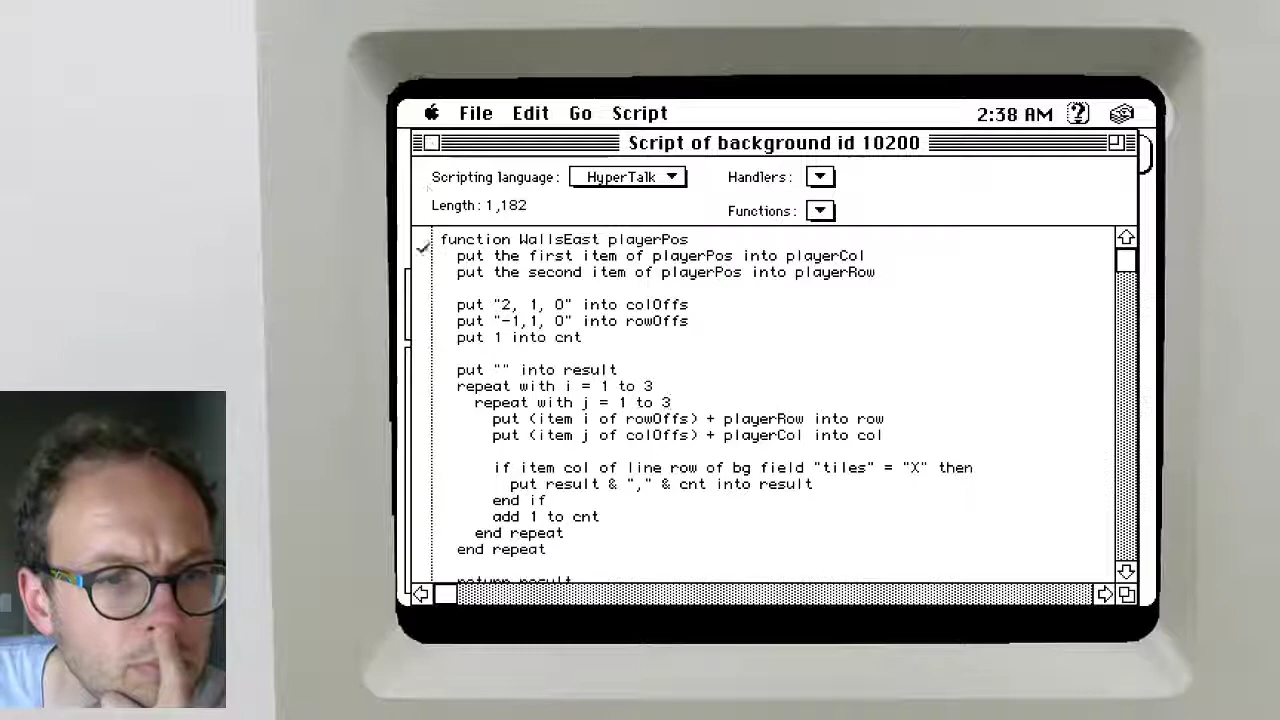 File Edit Go Script 2:38 AM
Script of background id 10200
Scripting language: HyperTalk Handlers:
Length: 1,182 Functions:
function WallsEast playerPos
put the first item of playerPos into playerCol
put the second item of playerPos into playerRow
put "2, 1, 0" into colOffs
put "-1,1, 0" into rowOffs
put 1 into cnt
put "" into result
repeat with i = 1 to 3
repeat with j = 1 to 3
put (item i of rowOffs) + playerRow into row
put (item j of colOffs) + playerCol into col
if item col of line row of bg field "tiles" = "X" then
put result & "," & cnt into result
end if
add 1 to cnt
end repeat
end repeat
return result